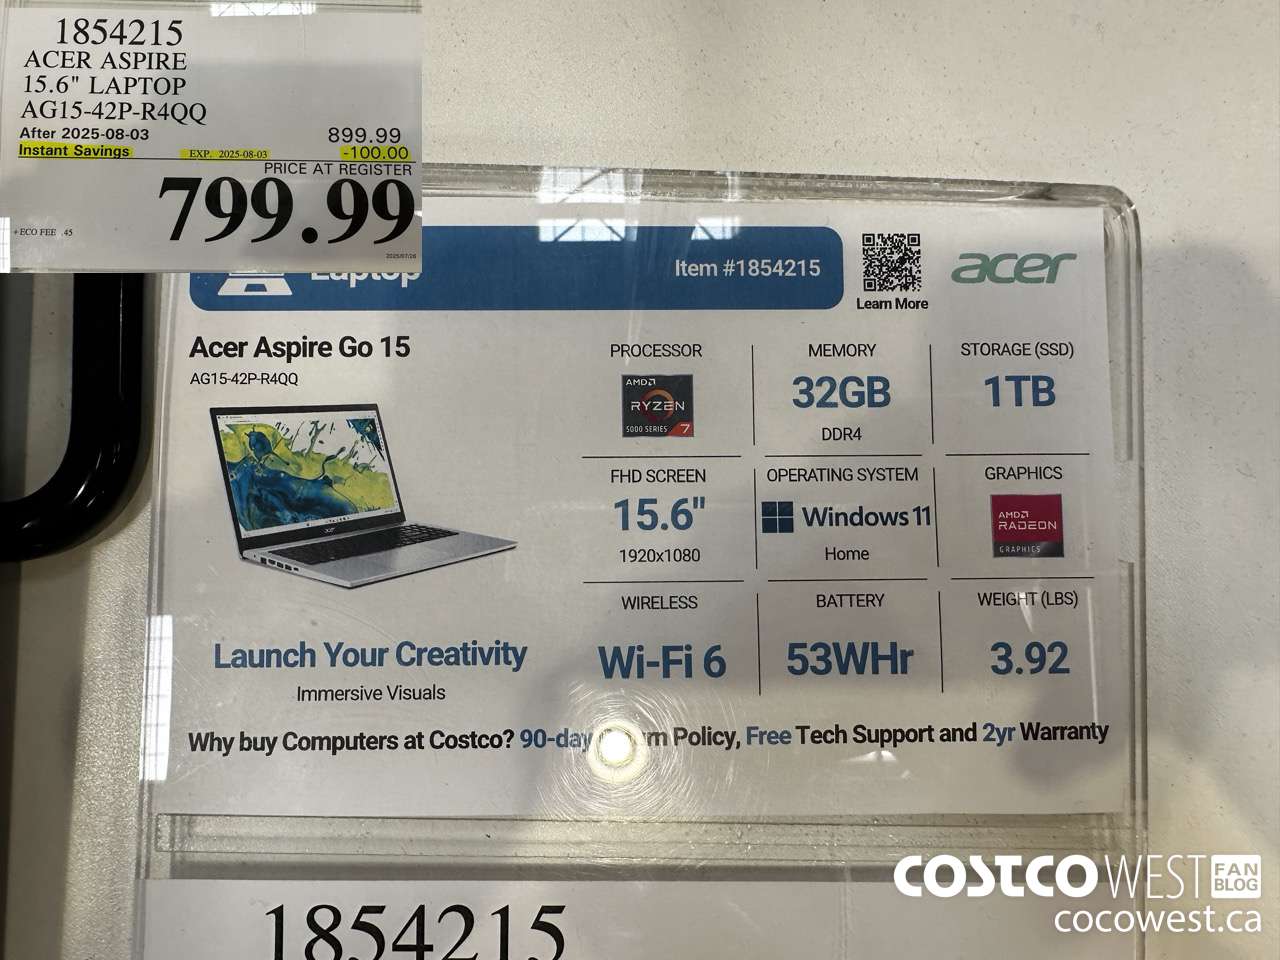 1854215
ACER ASPIRE
15.6" LAPTOP
AG15-42P-R4QQ
After 2025-08-03 899.99
Instant Savings EXP. 2025-08-03 -100.00
PRICE AT REGISTER
799.99
+ECO FEE .45
2025/07/26
Laptop
Item #1854215
Learn More
acer
Acer Aspire Go 15
AG15-42P-R4QQ
PROCESSOR
AMD
RYZEN
5000 SERIES 7
MEMORY
32GB
DDR4
STORAGE (SSD)
1TB
FHD SCREEN
15.6"
1920x1080
OPERATING SYSTEM
Windows 11
Home
GRAPHICS
AMD
RADEON
GRAPHICS
WIRELESS
Wi-Fi 6
BATTERY
53WHr
WEIGHT (LBS)
3.92
Launch Your Creativity
Immersive Visuals
Why buy Computers at Costco? 90-day Policy, Free Tech Support and 2yr Warranty
1854215
COSTCO WEST FAN BLOG
cocowest.ca